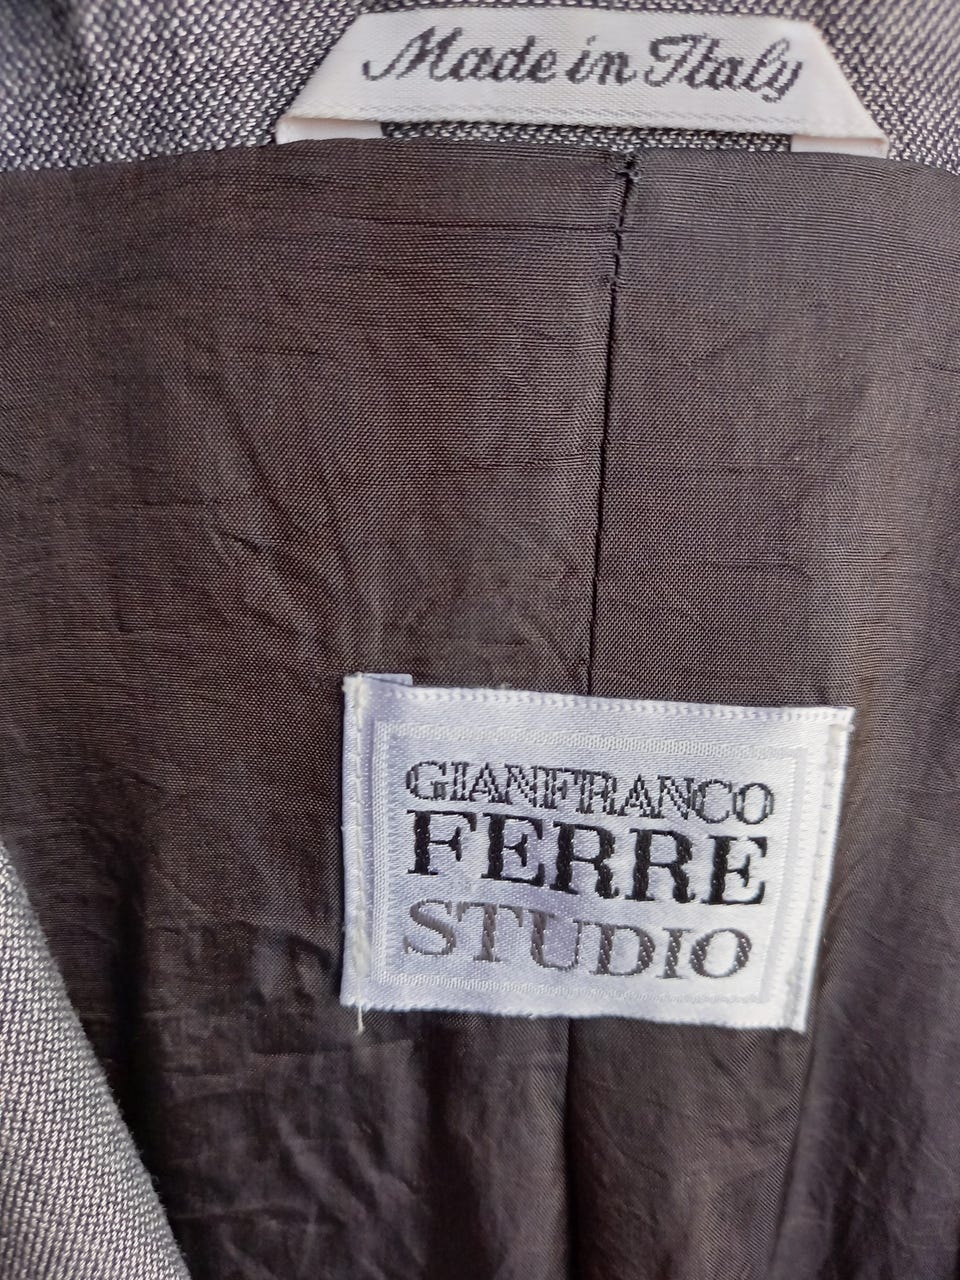 Made in Italy
GIANFRANCO
FERRE
STUDIO